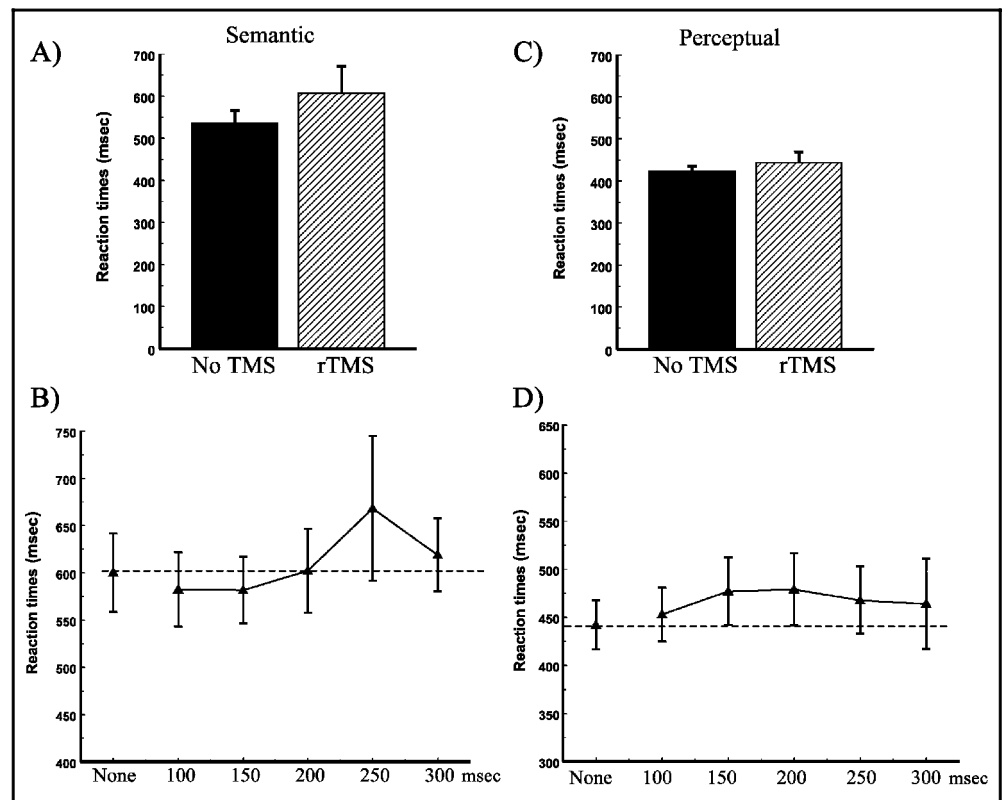 A)
Semantic
Reaction times (msec)
700
600
500
400
300
200
100
0
No TMS
rTMS
C)
Perceptual
Reaction times (msec)
700
600
500
400
300
200
100
0
No TMS
rTMS
B)
Reaction times (msec)
750
700
650
600
550
500
450
400
None 100 150 200 250 300 msec
D)
Reaction times (msec)
650
600
550
500
450
400
350
300
None 100 150 200 250 300 msec